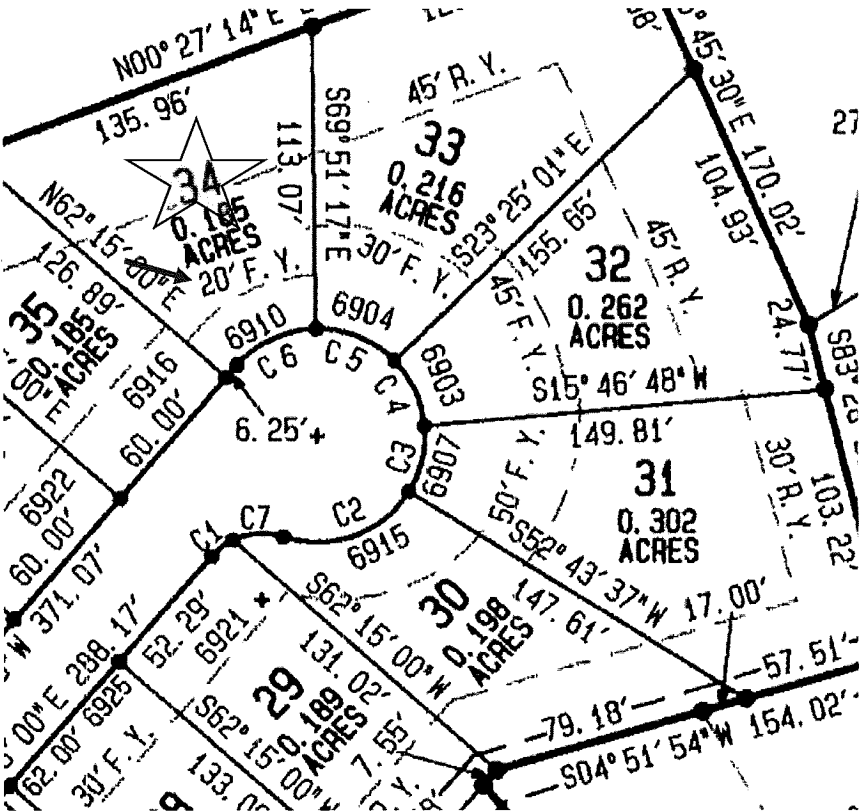 N00° 27' 14" E
135. 96'
45' R. Y.
S69° 51' 17" E
113. 07'
33
0. 216
ACRES
30' F. Y.
S23° 25' 01" E
155. 65'
45' 30" E 170. 02'
104. 93'
27
34
0. 185
ACRES
20' F. Y.
N62° 15' 00" E
126. 89'
35
0. 185
ACRES
00" E
6910
6904
C 6
C 5
C 4
6903
45' F. Y.
32
0. 262
ACRES
45' R. Y.
24. 77'
S15° 46' 48" W
149. 81'
6916
60. 00'
6. 25'
C3
6907
50' F. Y.
31
0. 302
ACRES
30' R. Y.
103. 22'
6922
60. 00'
W 371. 07'
C1
C7
C2
6915
S52° 43' 37" W
147. 61'
17. 00'
30
0. 198
ACRES
S62° 15' 00" W
131. 02'
52. 29'
6921
00" E 288. 17'
6925
62. 00'
30' F. Y.
29
0. 189
ACRES
S62° 15' 00" W
7. 55'
79. 18'
57. 51'
S04° 51' 54" W 154. 02'